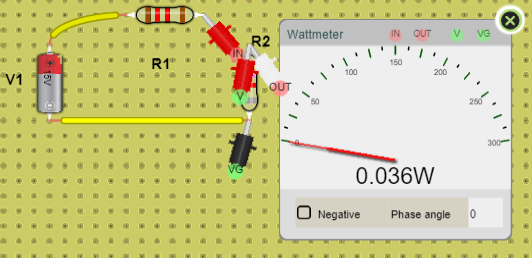 Wattmeter
IN OUT V VG
R2
IN
V1
15V
R1
V
OUT
VG
0 50 100 150 200 250 300
0.036W
Negative Phase angle 0